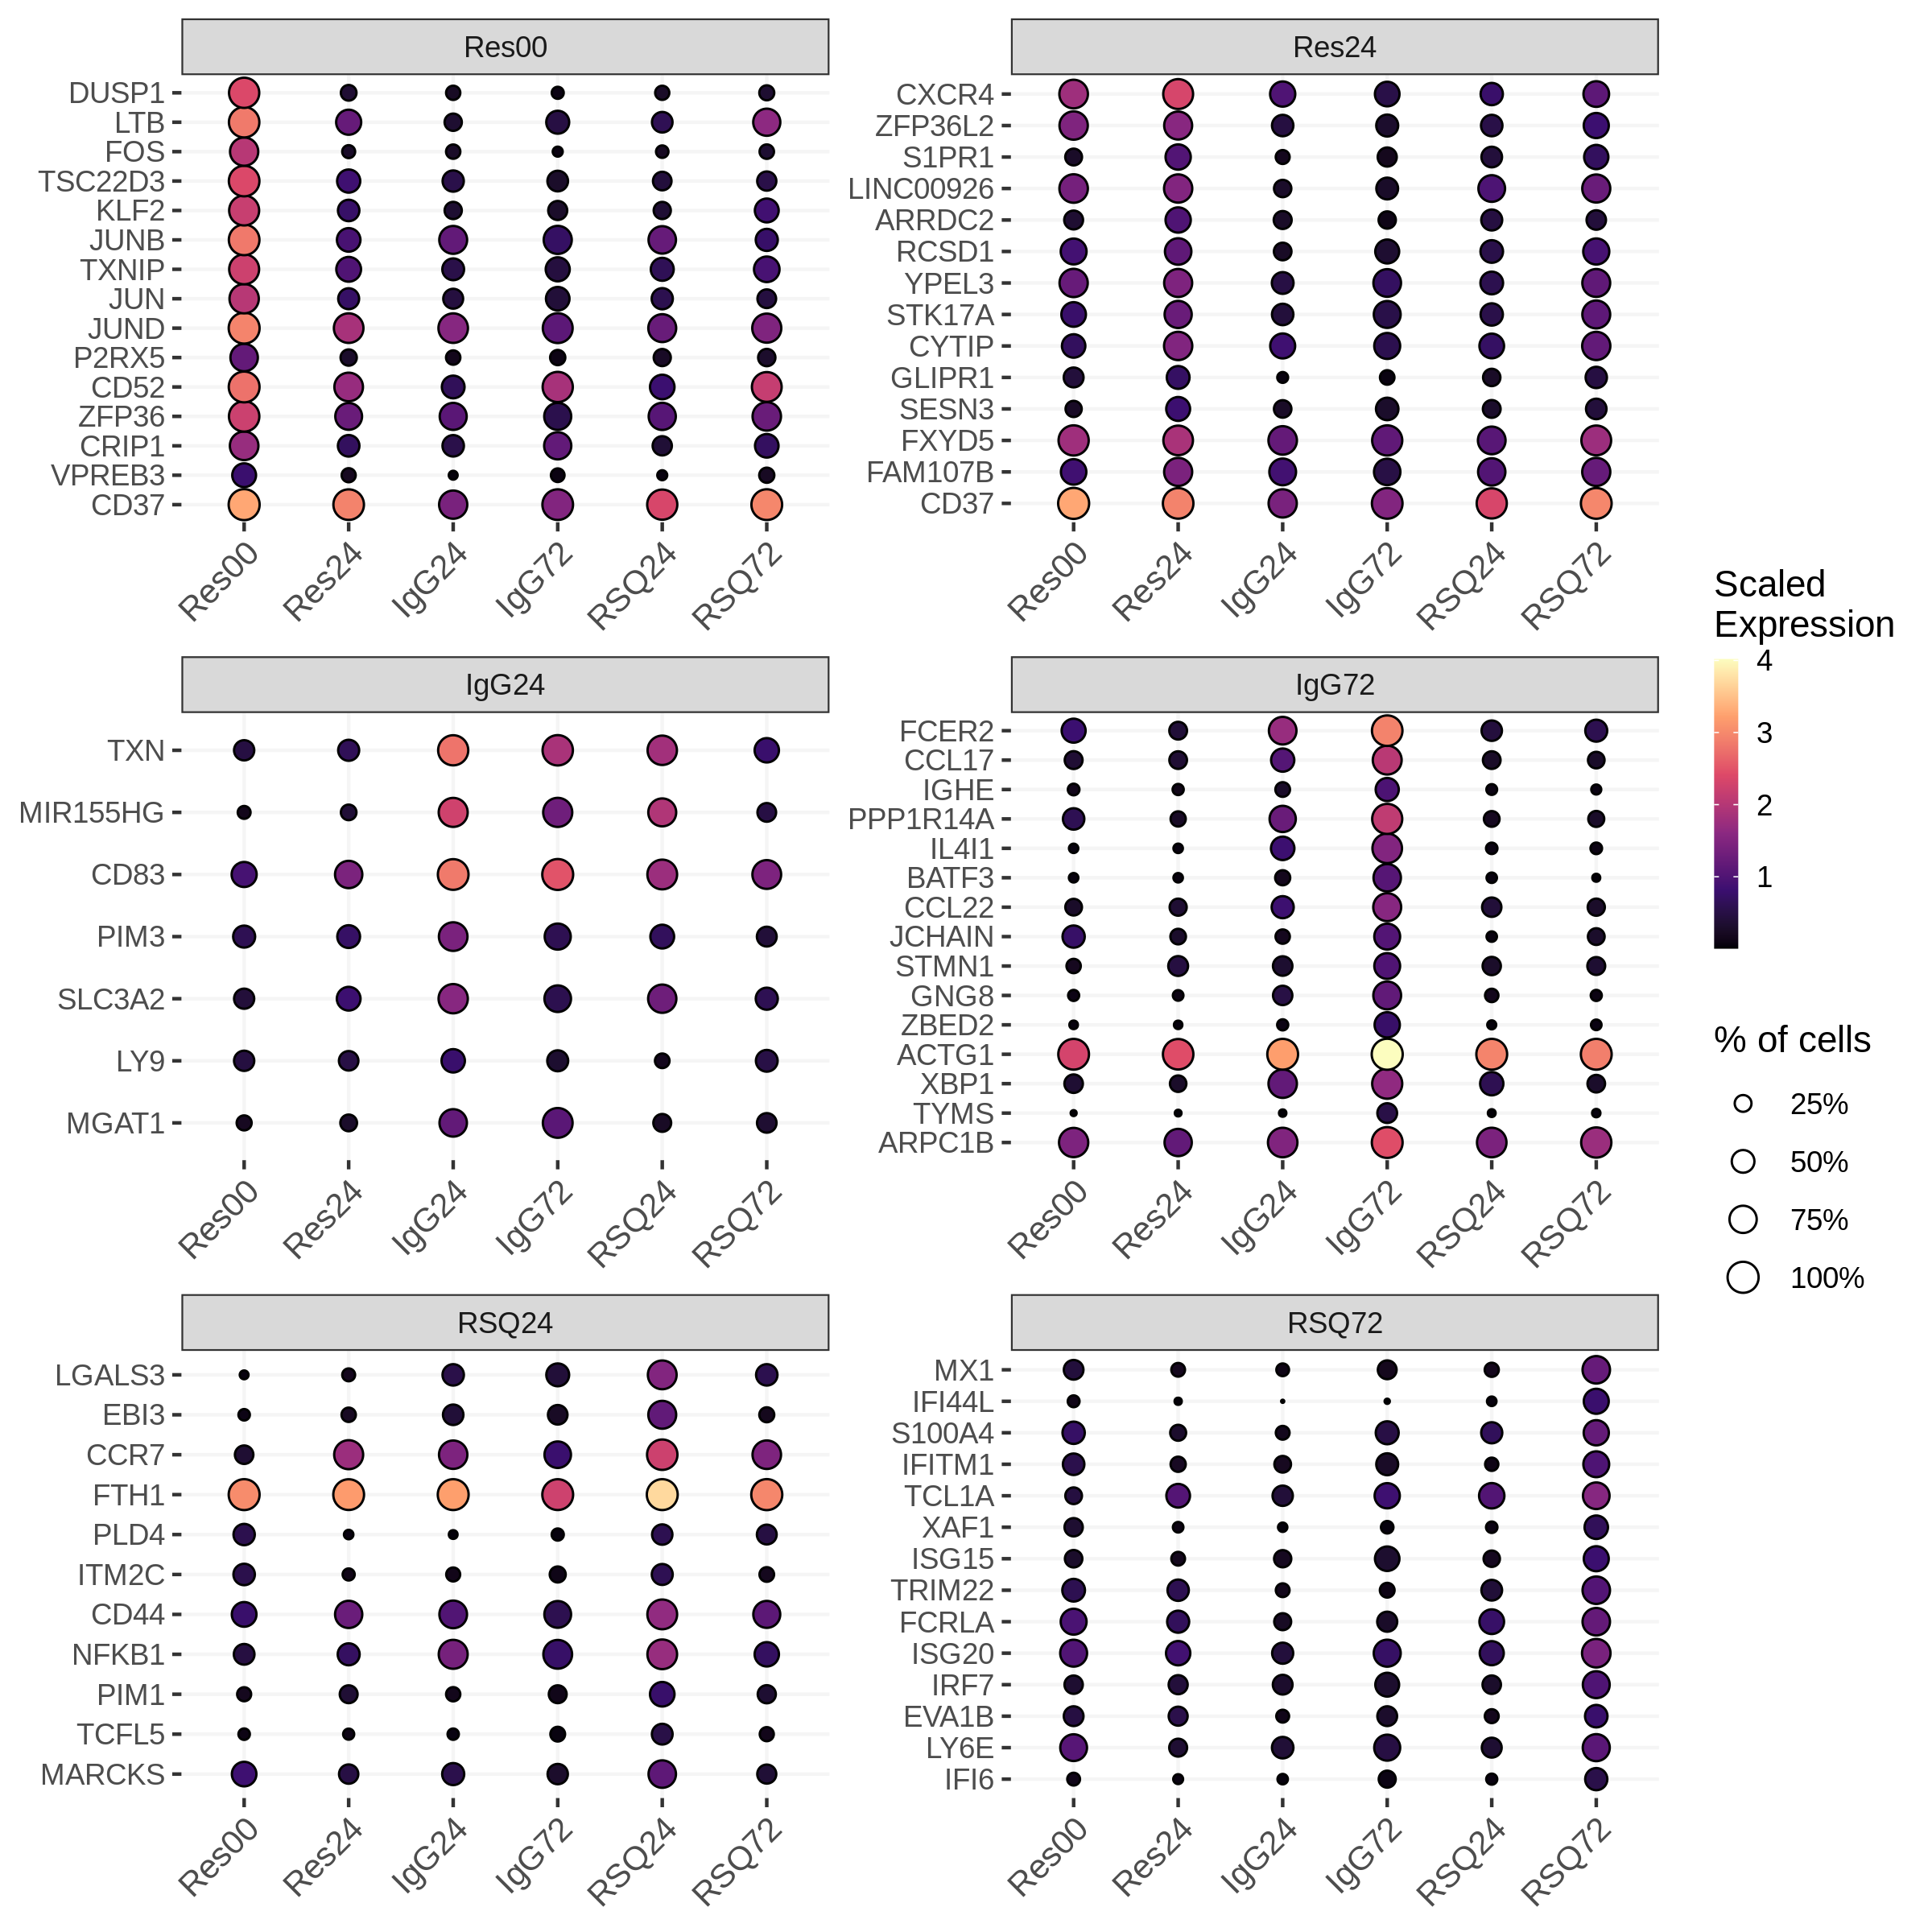 Res00
DUSP1
LTB
FOS
TSC22D3
KLF2
JUNB
TXNIP
JUN
JUND
P2RX5
CD52
ZFP36
CRIP1
VPREB3
CD37
Res00 Res24 IgG24 IgG72 RSQ24 RSQ72
Res24
CXCR4
ZFP36L2
S1PR1
LINC00926
ARRDC2
RCSD1
YPEL3
STK17A
CYTIP
GLIPR1
SESN3
FXYD5
FAM107B
CD37
Res00 Res24 IgG24 IgG72 RSQ24 RSQ72
IgG24
TXN
MIR155HG
CD83
PIM3
SLC3A2
LY9
MGAT1
Res00 Res24 IgG24 IgG72 RSQ24 RSQ72
IgG72
FCER2
CCL17
IGHE
PPP1R14A
IL4I1
BATF3
CCL22
JCHAIN
STMN1
GNG8
ZBED2
ACTG1
XBP1
TYMS
ARPC1B
Res00 Res24 IgG24 IgG72 RSQ24 RSQ72
RSQ24
LGALS3
EBI3
CCR7
FTH1
PLD4
ITM2C
CD44
NFKB1
PIM1
TCFL5
MARCKS
Res00 Res24 IgG24 IgG72 RSQ24 RSQ72
RSQ72
MX1
IFI44L
S100A4
IFITM1
TCL1A
XAF1
ISG15
TRIM22
FCRLA
ISG20
IRF7
EVA1B
LY6E
IFI6
Res00 Res24 IgG24 IgG72 RSQ24 RSQ72
Scaled
Expression
4
3
2
1
% of cells
25%
50%
75%
100%